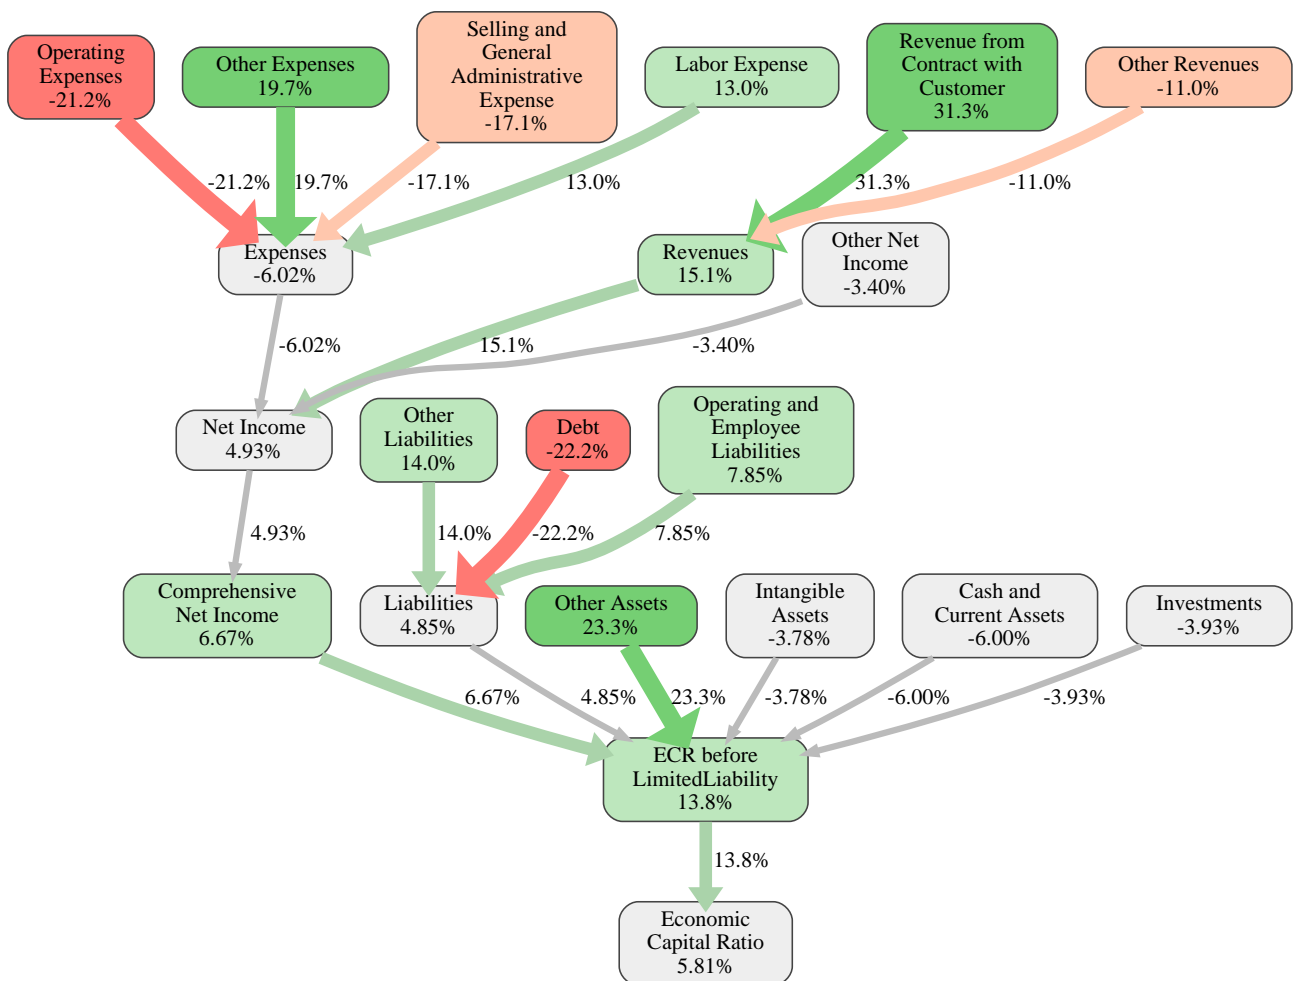 Operating
Expenses
-21.2%
Other Expenses
19.7%
Selling and
General
Administrative
Expense
-17.1%
Labor Expense
13.0%
Revenue from
Contract with
Customer
31.3%
Other Revenues
-11.0%
-21.2%
19.7%
-17.1%
13.0%
31.3%
-11.0%
Expenses
-6.02%
Revenues
15.1%
Other Net
Income
-3.40%
-6.02%
15.1%
-3.40%
Net Income
4.93%
Other
Liabilities
14.0%
Debt
-22.2%
Operating and
Employee
Liabilities
7.85%
4.93%
14.0%
-22.2%
7.85%
Comprehensive
Net Income
6.67%
Liabilities
4.85%
Other Assets
23.3%
Intangible
Assets
-3.78%
Cash and
Current Assets
-6.00%
Investments
-3.93%
6.67%
4.85%
23.3%
-3.78%
-6.00%
-3.93%
ECR before
LimitedLiability
13.8%
13.8%
Economic
Capital Ratio
5.81%